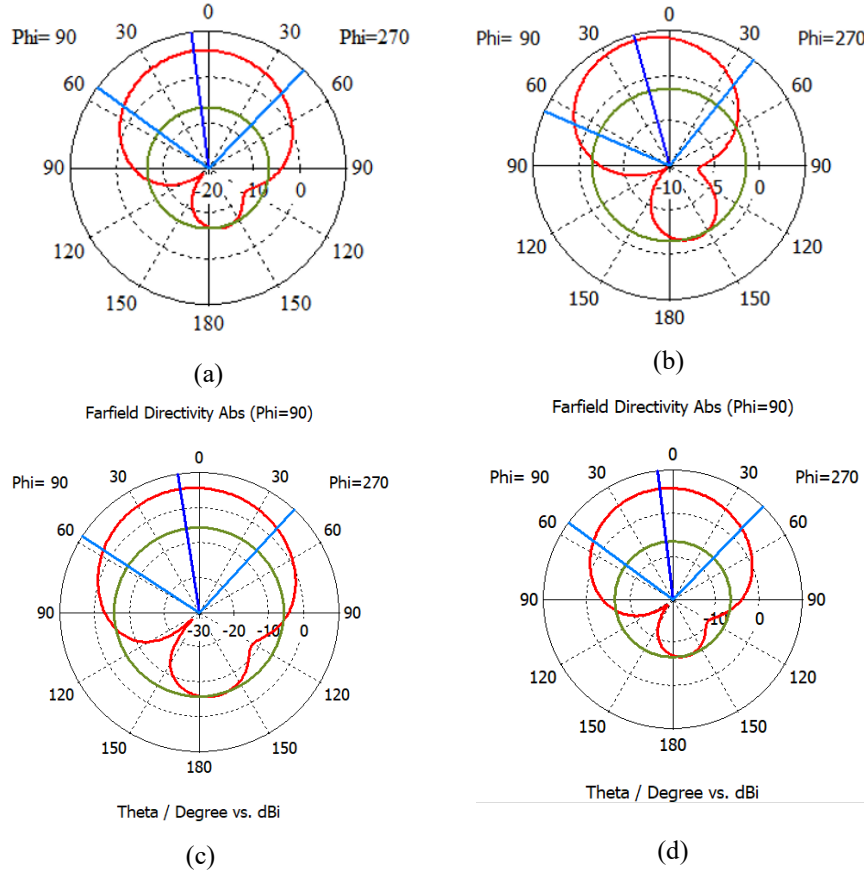 0
Phi= 90 30 30 Phi=270
60 60
90 90
-20 -10 0
120 120
150 150
180
(a)
0
Phi= 90 30 30 Phi=270
60 60
90 90
-10 -5 0
120 120
150 150
180
(b)
Farfield Directivity Abs (Phi=90)
0
Phi= 90 30 30 Phi=270
60 60
90 90
-30 -20 -10 0
120 120
150 150
180
Theta / Degree vs. dBi
(c)
Farfield Directivity Abs (Phi=90)
0
Phi= 90 30 30 Phi=270
60 60
90 90
-10 0
120 120
150 150
180
Theta / Degree vs. dBi
(d)